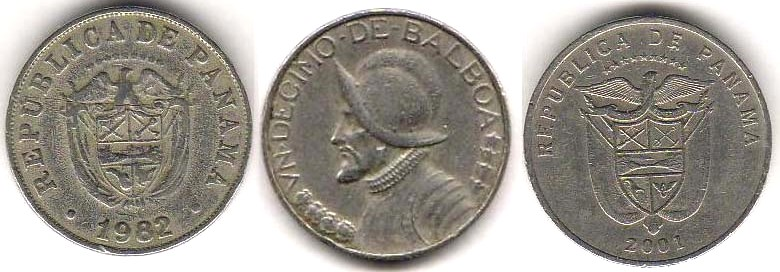 REPUBLICA DE PANAMA
• 1982 •
VN·DECIMO·DE·BALBOA
REPUBLICA DE PANAMA
2001